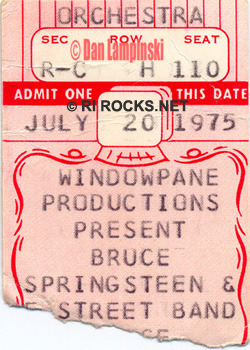 ORCHESTRA
SEC ROW SEAT
© Dan Lampinski
R-C H 110
ADMIT ONE THIS DATE
© RIROCKS.NET
JULY 20 1975
WINDOWPANE
PRODUCTIONS
PRESENT
BRUCE
SPRINGSTEEN &
E STREET BAND